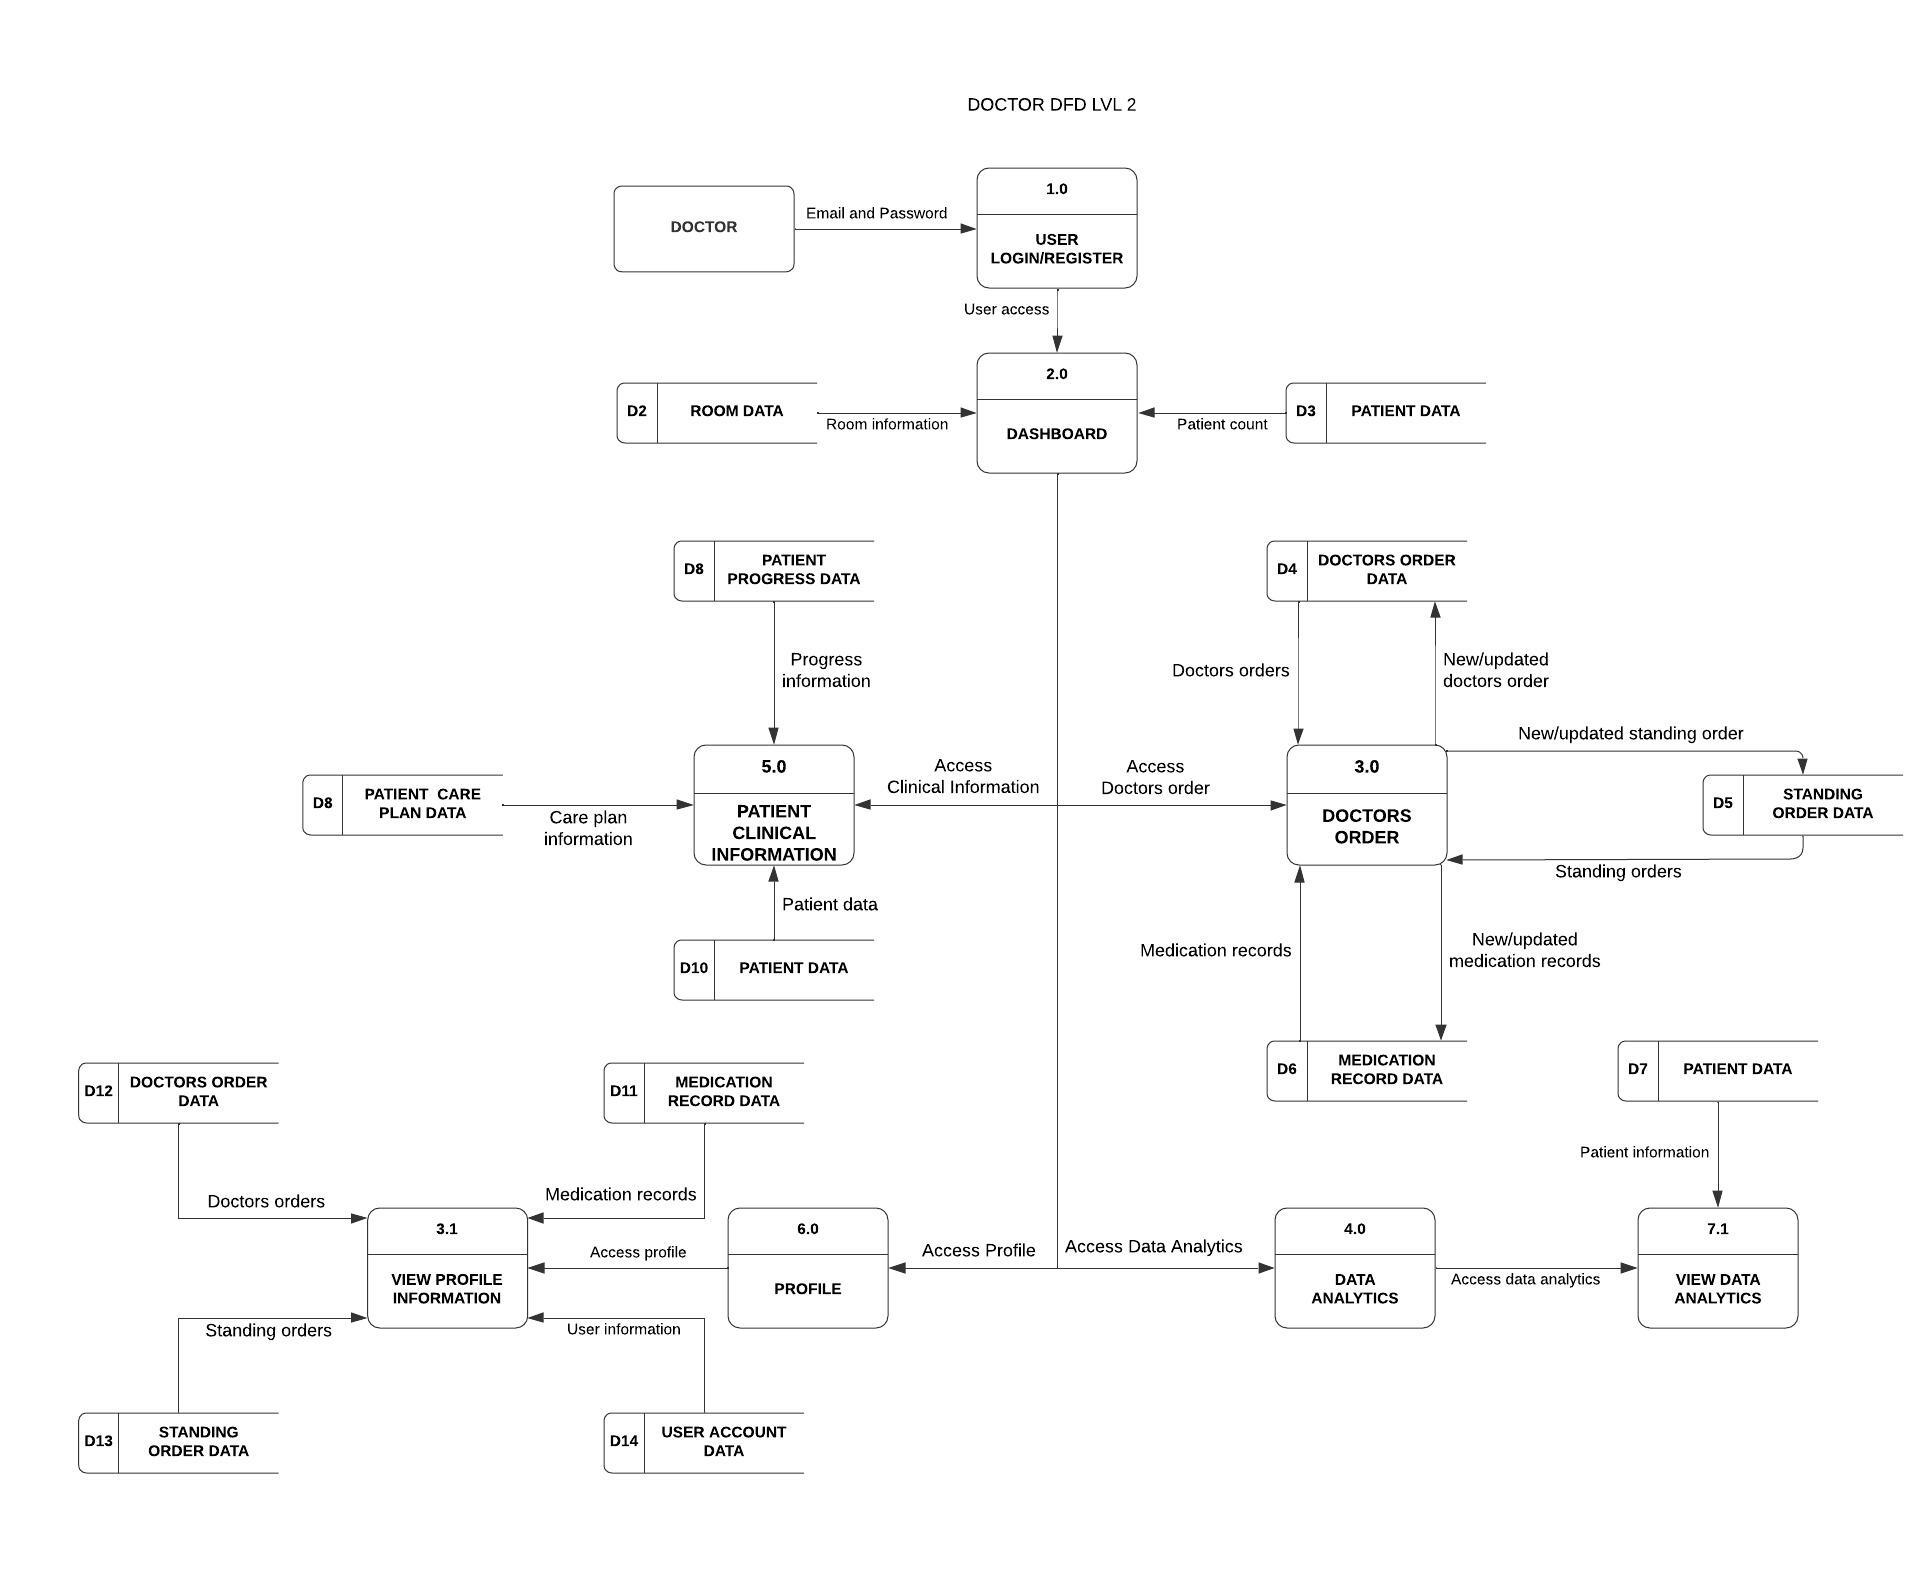 DOCTOR DFD LVL 2
1.0
DOCTOR
Email and Password
USER
LOGIN/REGISTER
User access
2.0
D2
ROOM DATA
Room information
DASHBOARD
Patient count
D3
PATIENT DATA
D8
PATIENT
PROGRESS DATA
D4
DOCTORS ORDER
DATA
Progress
information
Doctors orders
New/updated
doctors order
New/updated standing order
5.0
Access
Clinical Information
Access
Doctors order
3.0
D8
PATIENT CARE
PLAN DATA
Care plan
information
PATIENT
CLINICAL
INFORMATION
DOCTORS
ORDER
D5
STANDING
ORDER DATA
Standing orders
Patient data
D10
PATIENT DATA
Medication records
New/updated
medication records
D12
DOCTORS ORDER
DATA
D11
MEDICATION
RECORD DATA
D6
MEDICATION
RECORD DATA
D7
PATIENT DATA
Patient information
Doctors orders
Medication records
3.1
VIEW PROFILE
INFORMATION
Access profile
6.0
PROFILE
Access Profile
Access Data Analytics
4.0
DATA
ANALYTICS
Access data analytics
7.1
VIEW DATA
ANALYTICS
Standing orders
User information
D13
STANDING
ORDER DATA
D14
USER ACCOUNT
DATA